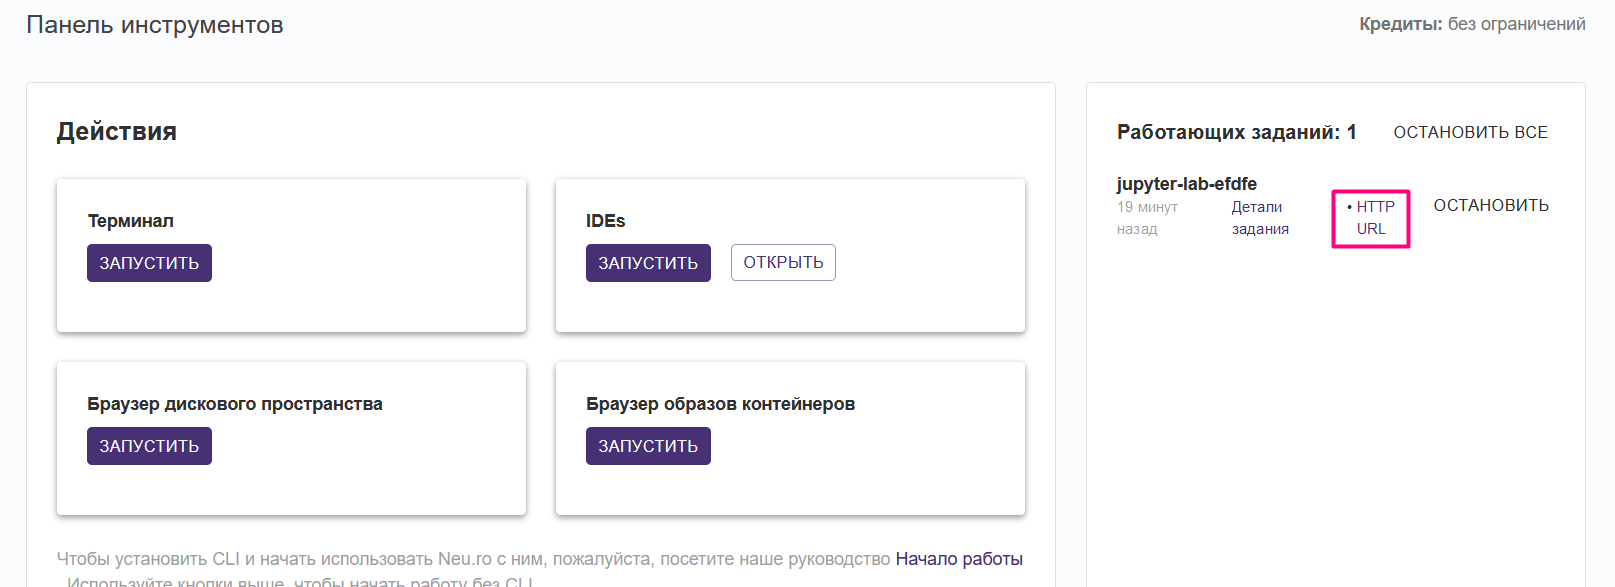 Панель инструментов
Кредиты: без ограничений
Действия
Терминал
ЗАПУСТИТЬ
IDEs
ЗАПУСТИТЬ ОТКРЫТЬ
Браузер дискового пространства
ЗАПУСТИТЬ
Браузер образов контейнеров
ЗАПУСТИТЬ
Чтобы установить CLI и начать использовать Neu.ro с ним, пожалуйста, посетите наше руководство Начало работы
. Используйте кнопки выше, чтобы начать работу без CLI.
Работающих заданий: 1 ОСТАНОВИТЬ ВСЕ
jupyter-lab-efdfe
19 минут
назад
Детали
задания
• HTTP
URL
ОСТАНОВИТЬ